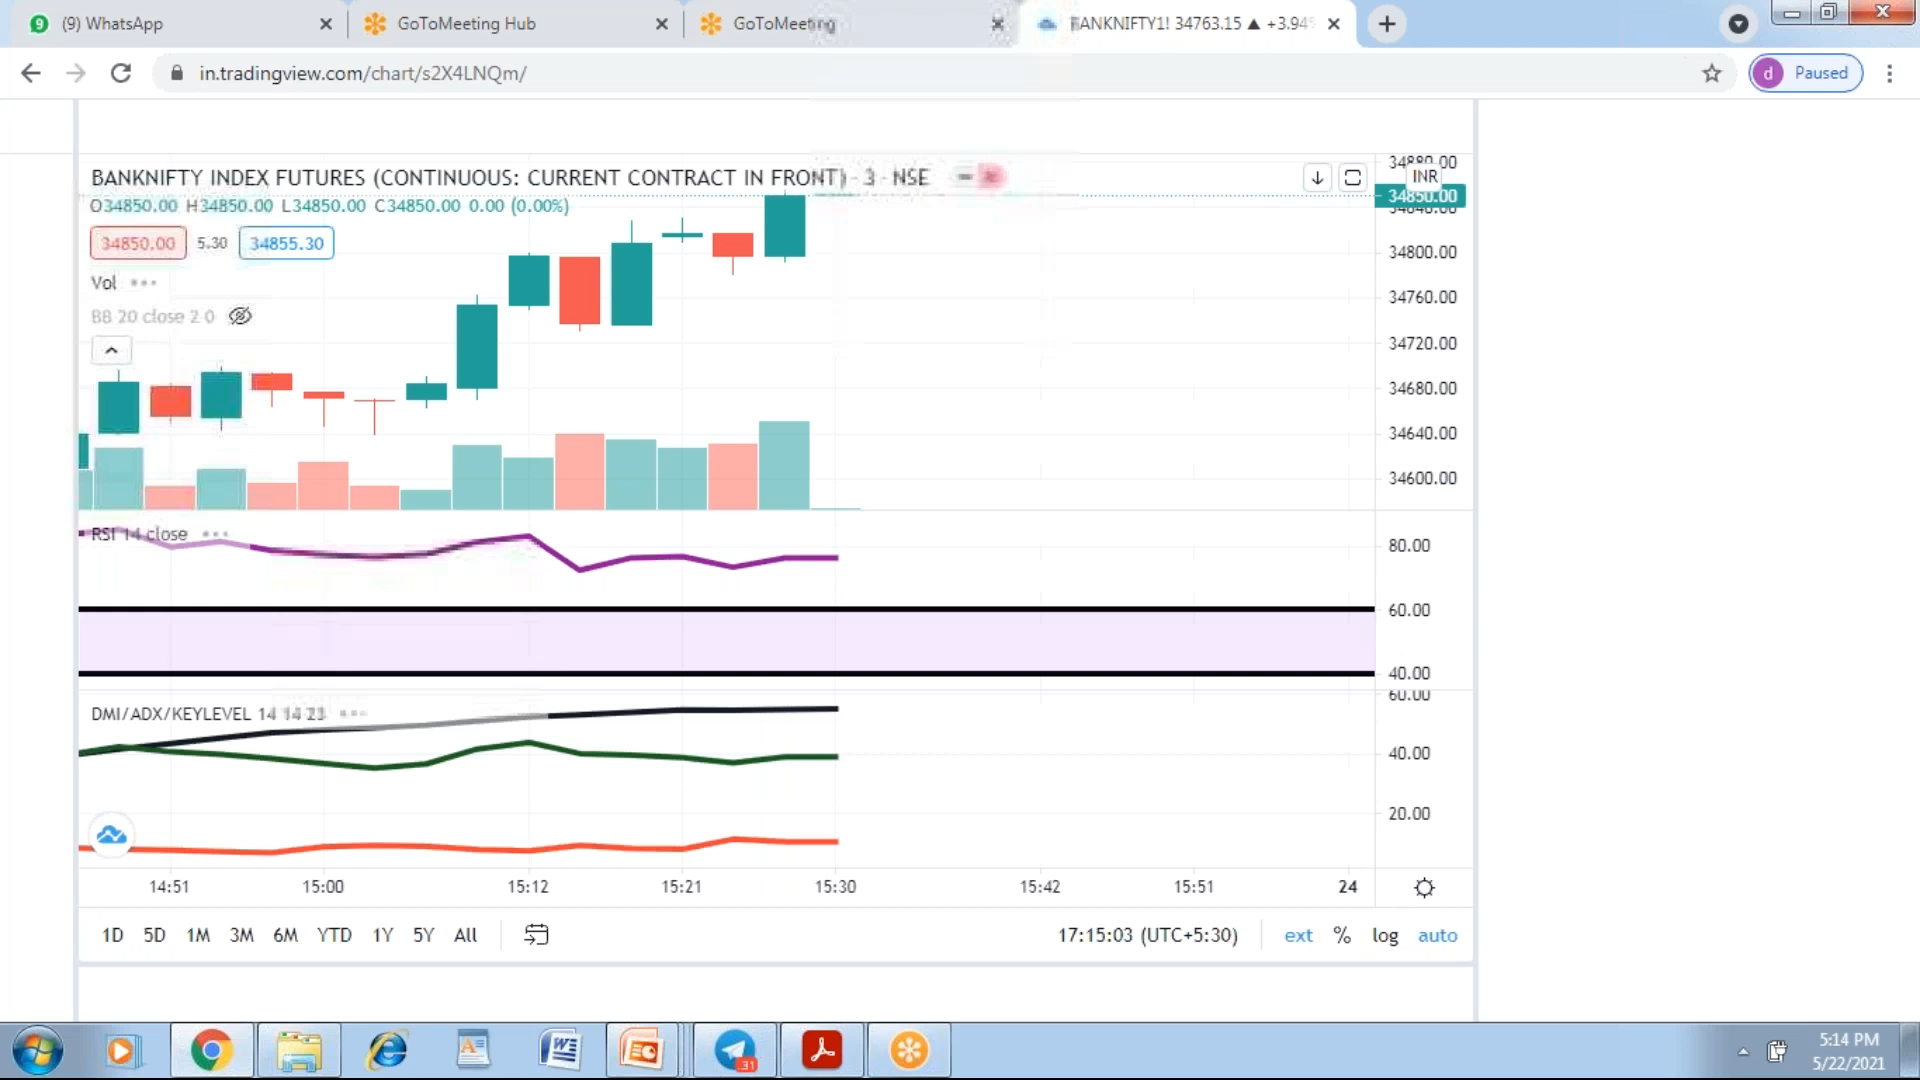 (9) WhatsApp
GoToMeeting Hub
GoToMeeting
BANKNIFTY1! 34763.15 ▲ +3.94
in.tradingview.com/chart/s2X4LNQm/
d Paused
BANKNIFTY INDEX FUTURES (CONTINUOUS: CURRENT CONTRACT IN FRONT) · 3 · NSE
O34850.00 H34850.00 L34850.00 C34850.00 0.00 (0.00%)
34850.00 5.30 34855.30
Vol
BB 20 close 2 0
34880.00
INR
34850.00
34840.00
34800.00
34760.00
34720.00
34680.00
34640.00
34600.00
RSI 14 close
80.00
60.00
40.00
DMI/ADX/KEYLEVEL 14 14 23
60.00
40.00
20.00
14:51 15:00 15:12 15:21 15:30 15:42 15:51 24
1D 5D 1M 3M 6M YTD 1Y 5Y All
17:15:03 (UTC+5:30) ext % log auto
31
5:14 PM
5/22/2021